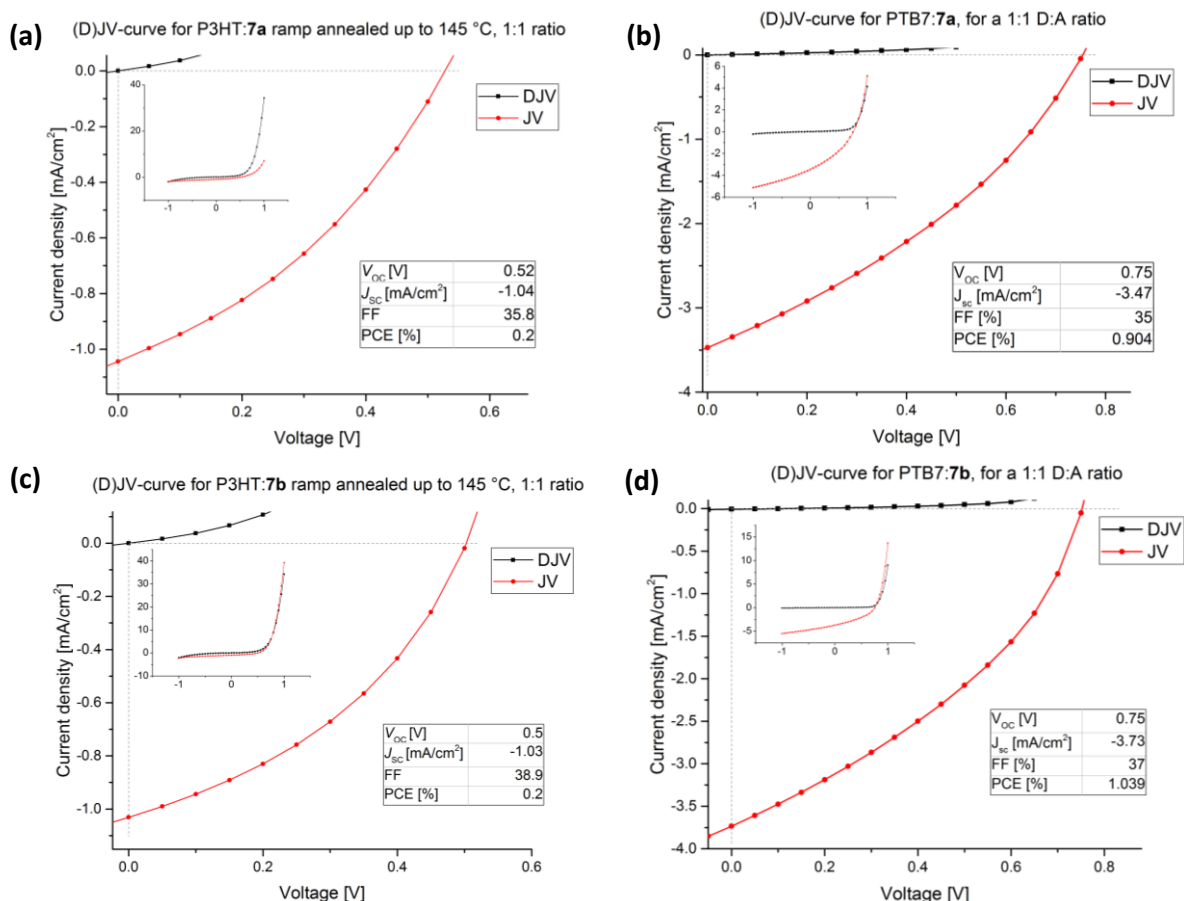 (a)
(D)JV-curve for P3HT:7a ramp annealed up to 145 °C, 1:1 ratio
0.0
-0.2
-0.4
-0.6
-0.8
-1.0
Current density [mA/cm²]
40
20
0
-1 0 1
DJV
JV
VOC [V] 0.52
JSC [mA/cm²] -1.04
FF 35.8
PCE [%] 0.2
0.0 0.2 0.4 0.6
Voltage [V]
(b)
(D)JV-curve for PTB7:7a, for a 1:1 D:A ratio
0
-1
-2
-3
-4
Current density [mA/cm²]
6
4
2
0
-2
-4
-6
-1 0 1
DJV
JV
VOC [V] 0.75
Jsc [mA/cm²] -3.47
FF [%] 35
PCE [%] 0.904
0.0 0.2 0.4 0.6 0.8
Voltage [V]
(c)
(D)JV-curve for P3HT:7b ramp annealed up to 145 °C, 1:1 ratio
0.0
-0.2
-0.4
-0.6
-0.8
-1.0
Current density [mA/cm²]
40
30
20
10
0
-10
-1 0 1
DJV
JV
VOC [V] 0.5
JSC [mA/cm²] -1.03
FF 38.9
PCE [%] 0.2
0.0 0.2 0.4 0.6
Voltage [V]
(d)
(D)JV-curve for PTB7:7b, for a 1:1 D:A ratio
0.0
-0.5
-1.0
-1.5
-2.0
-2.5
-3.0
-3.5
-4.0
Current density [mA/cm²]
15
10
5
0
-5
-1 0 1
DJV
JV
VOC [V] 0.75
Jsc [mA/cm²] -3.73
FF [%] 37
PCE [%] 1.039
0.0 0.2 0.4 0.6 0.8
Voltage [V]